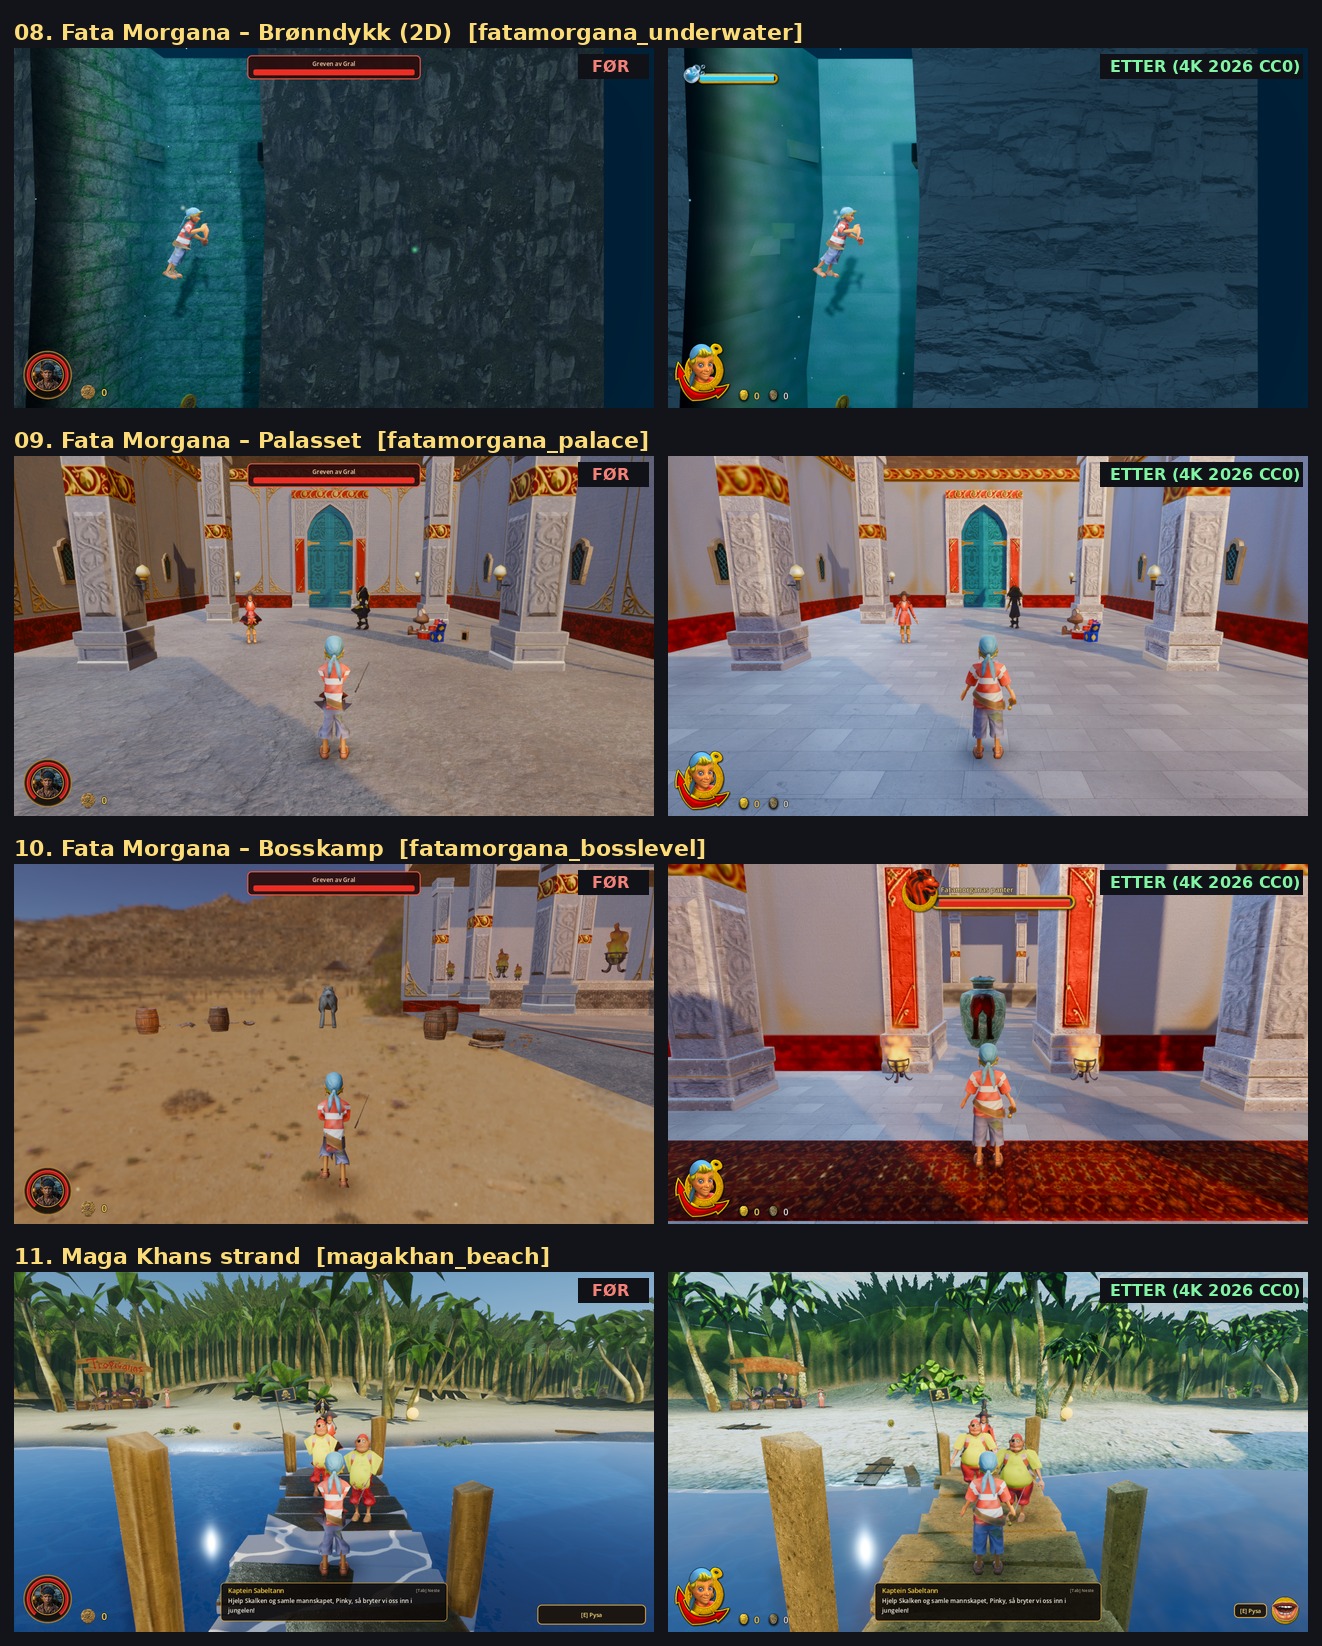 08. Fata Morgana – Brønndykk (2D)  [fatamorgana_underwater]
Greven av Gral
FØR
0
ETTER (4K 2026 CC0)
0 0
09. Fata Morgana – Palasset  [fatamorgana_palace]
Greven av Gral
FØR
0
ETTER (4K 2026 CC0)
0 0
10. Fata Morgana – Bosskamp  [fatamorgana_bosslevel]
Greven av Gral
FØR
0
Fatamorganas panter
ETTER (4K 2026 CC0)
0 0
11. Maga Khans strand  [magakhan_beach]
FØR
Kaptein Sabeltann
Hjelp Skalken og samle mannskapet, Pinky, så bryter vi oss inn i
jungelen!
0
[E] Pysa
ETTER (4K 2026 CC0)
Kaptein Sabeltann
Hjelp Skalken og samle mannskapet, Pinky, så bryter vi oss inn i
jungelen!
0 0
[E] Pysa